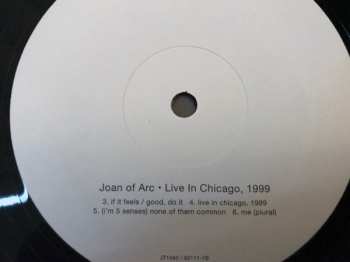 Joan of Arc • Live In Chicago, 1999
3. if it feels / good, do it 4. live in chicago, 1999
5. (i'm 5 senses) none of them common 6. me (plural)